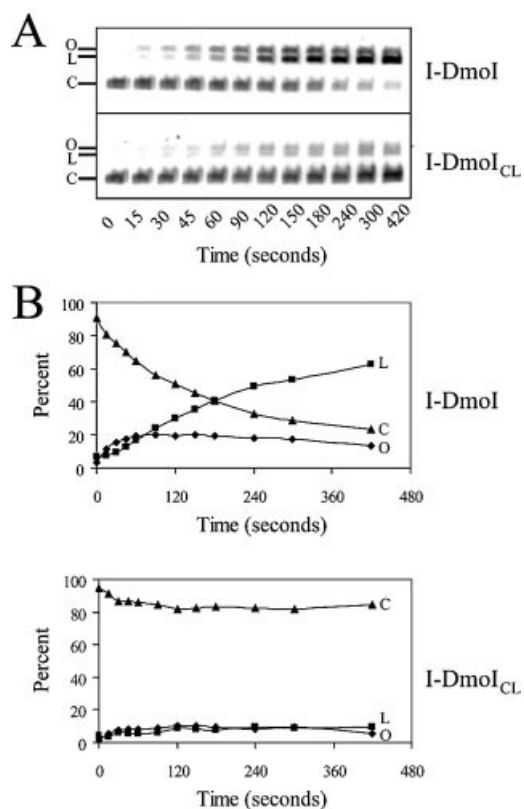 A
O
L
C
I-DmoI
O
L
C
I-DmoICL
0 15 30 45 60 90 120 150 180 240 300 420
Time (seconds)
B
100
80
60
40
20
0
Percent
L
C
O
I-DmoI
0 120 240 360 480
Time (seconds)
100
80
60
40
20
0
Percent
C
L
O
I-DmoICL
0 120 240 360 480
Time (seconds)